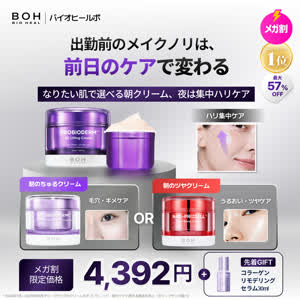 BOH
BIO HEAL
バイオヒールボ
メガ割
1位
最大
57%
OFF
出勤前のメイクノリは、
前日のケアで変わる
なりたい肌で選べる朝クリーム、夜は集中ハリケア
ハリ集中ケア
PROBIODERM
3D Lifting Cream
BOH
朝のちゅるクリーム
毛穴・キメケア
OR
朝のツヤクリーム
うるおい・ツヤケア
BOH
BOH
メガ割
限定価格
4,392円
+
先着GIFT
コラーゲン
リモデリング
セラム30ml